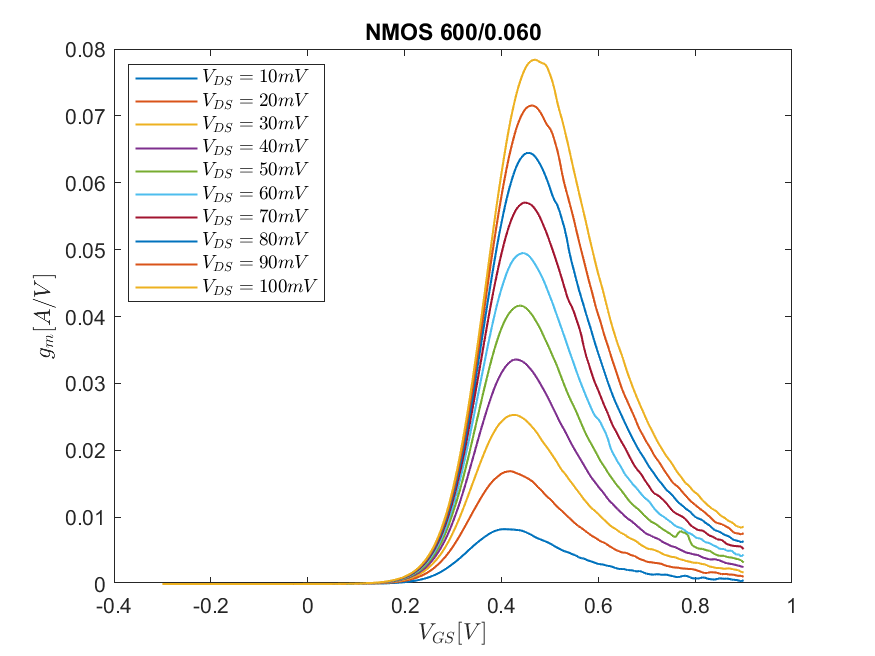 NMOS 600/0.060
0.08
0.07
0.06
0.05
0.04
0.03
0.02
0.01
0
g_m[A/V]
V_DS = 10mV
V_DS = 20mV
V_DS = 30mV
V_DS = 40mV
V_DS = 50mV
V_DS = 60mV
V_DS = 70mV
V_DS = 80mV
V_DS = 90mV
V_DS = 100mV
-0.4 -0.2 0 0.2 0.4 0.6 0.8 1
V_GS[V]